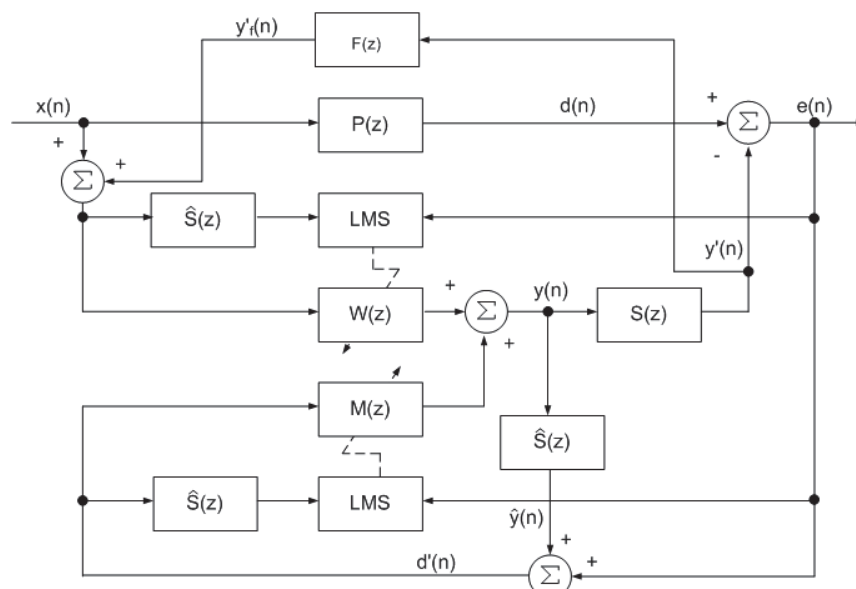 y'f(n)
F(z)
x(n)
P(z)
d(n)
+
e(n)
Σ
-
+
+
Σ
Ŝ(z)
LMS
y'(n)
W(z)
+
Σ
+
y(n)
S(z)
M(z)
Ŝ(z)
Ŝ(z)
LMS
ŷ(n)
+
+
d'(n)
Σ